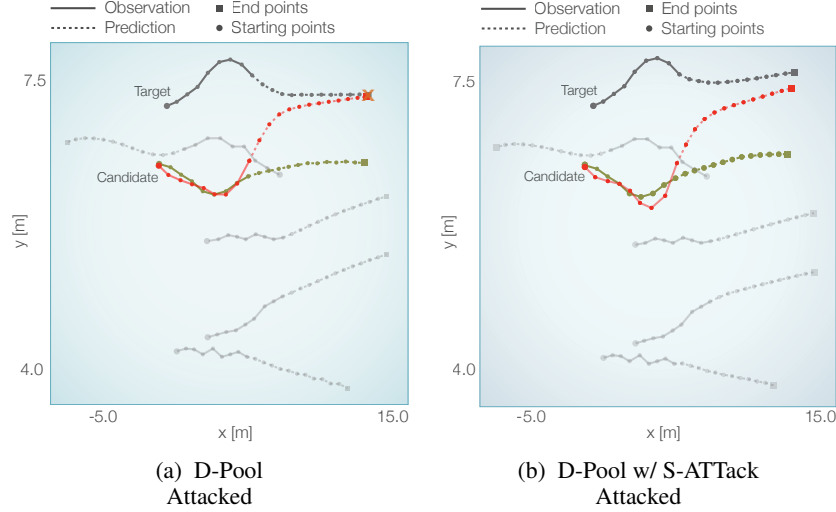 Observation
End points
Prediction
Starting points
7.5
Target
Candidate
y [m]
4.0
-5.0
15.0
x [m]
(a) D-Pool
Attacked
Observation
End points
Prediction
Starting points
7.5
Target
Candidate
y [m]
4.0
-5.0
15.0
x [m]
(b) D-Pool w/ S-ATTack
Attacked